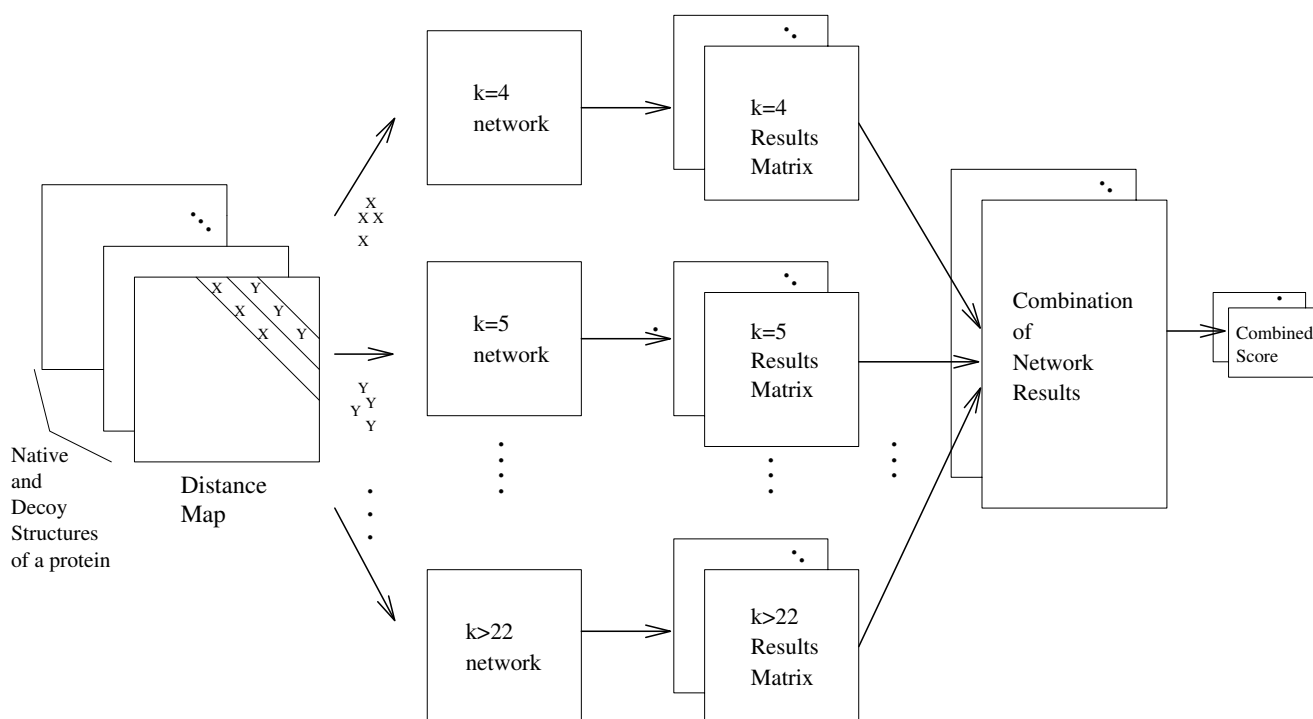 k=4
network
k=4
Results
Matrix
X
X X
X
X Y
X Y
X Y
k=5
network
k=5
Results
Matrix
Combination
of
Network
Results
Combined
Score
Y
Y
Y
Y
Native
and
Decoy
Structures
of a protein
Distance
Map
k>22
network
k>22
Results
Matrix